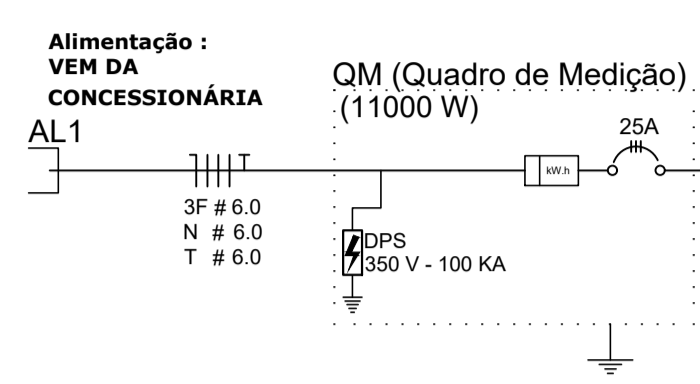 Alimentação :
VEM DA
CONCESSIONÁRIA
AL1
3F # 6.0
N # 6.0
T # 6.0
QM (Quadro de Medição)
(11000 W)
25A
kW.h
DPS
350 V - 100 KA